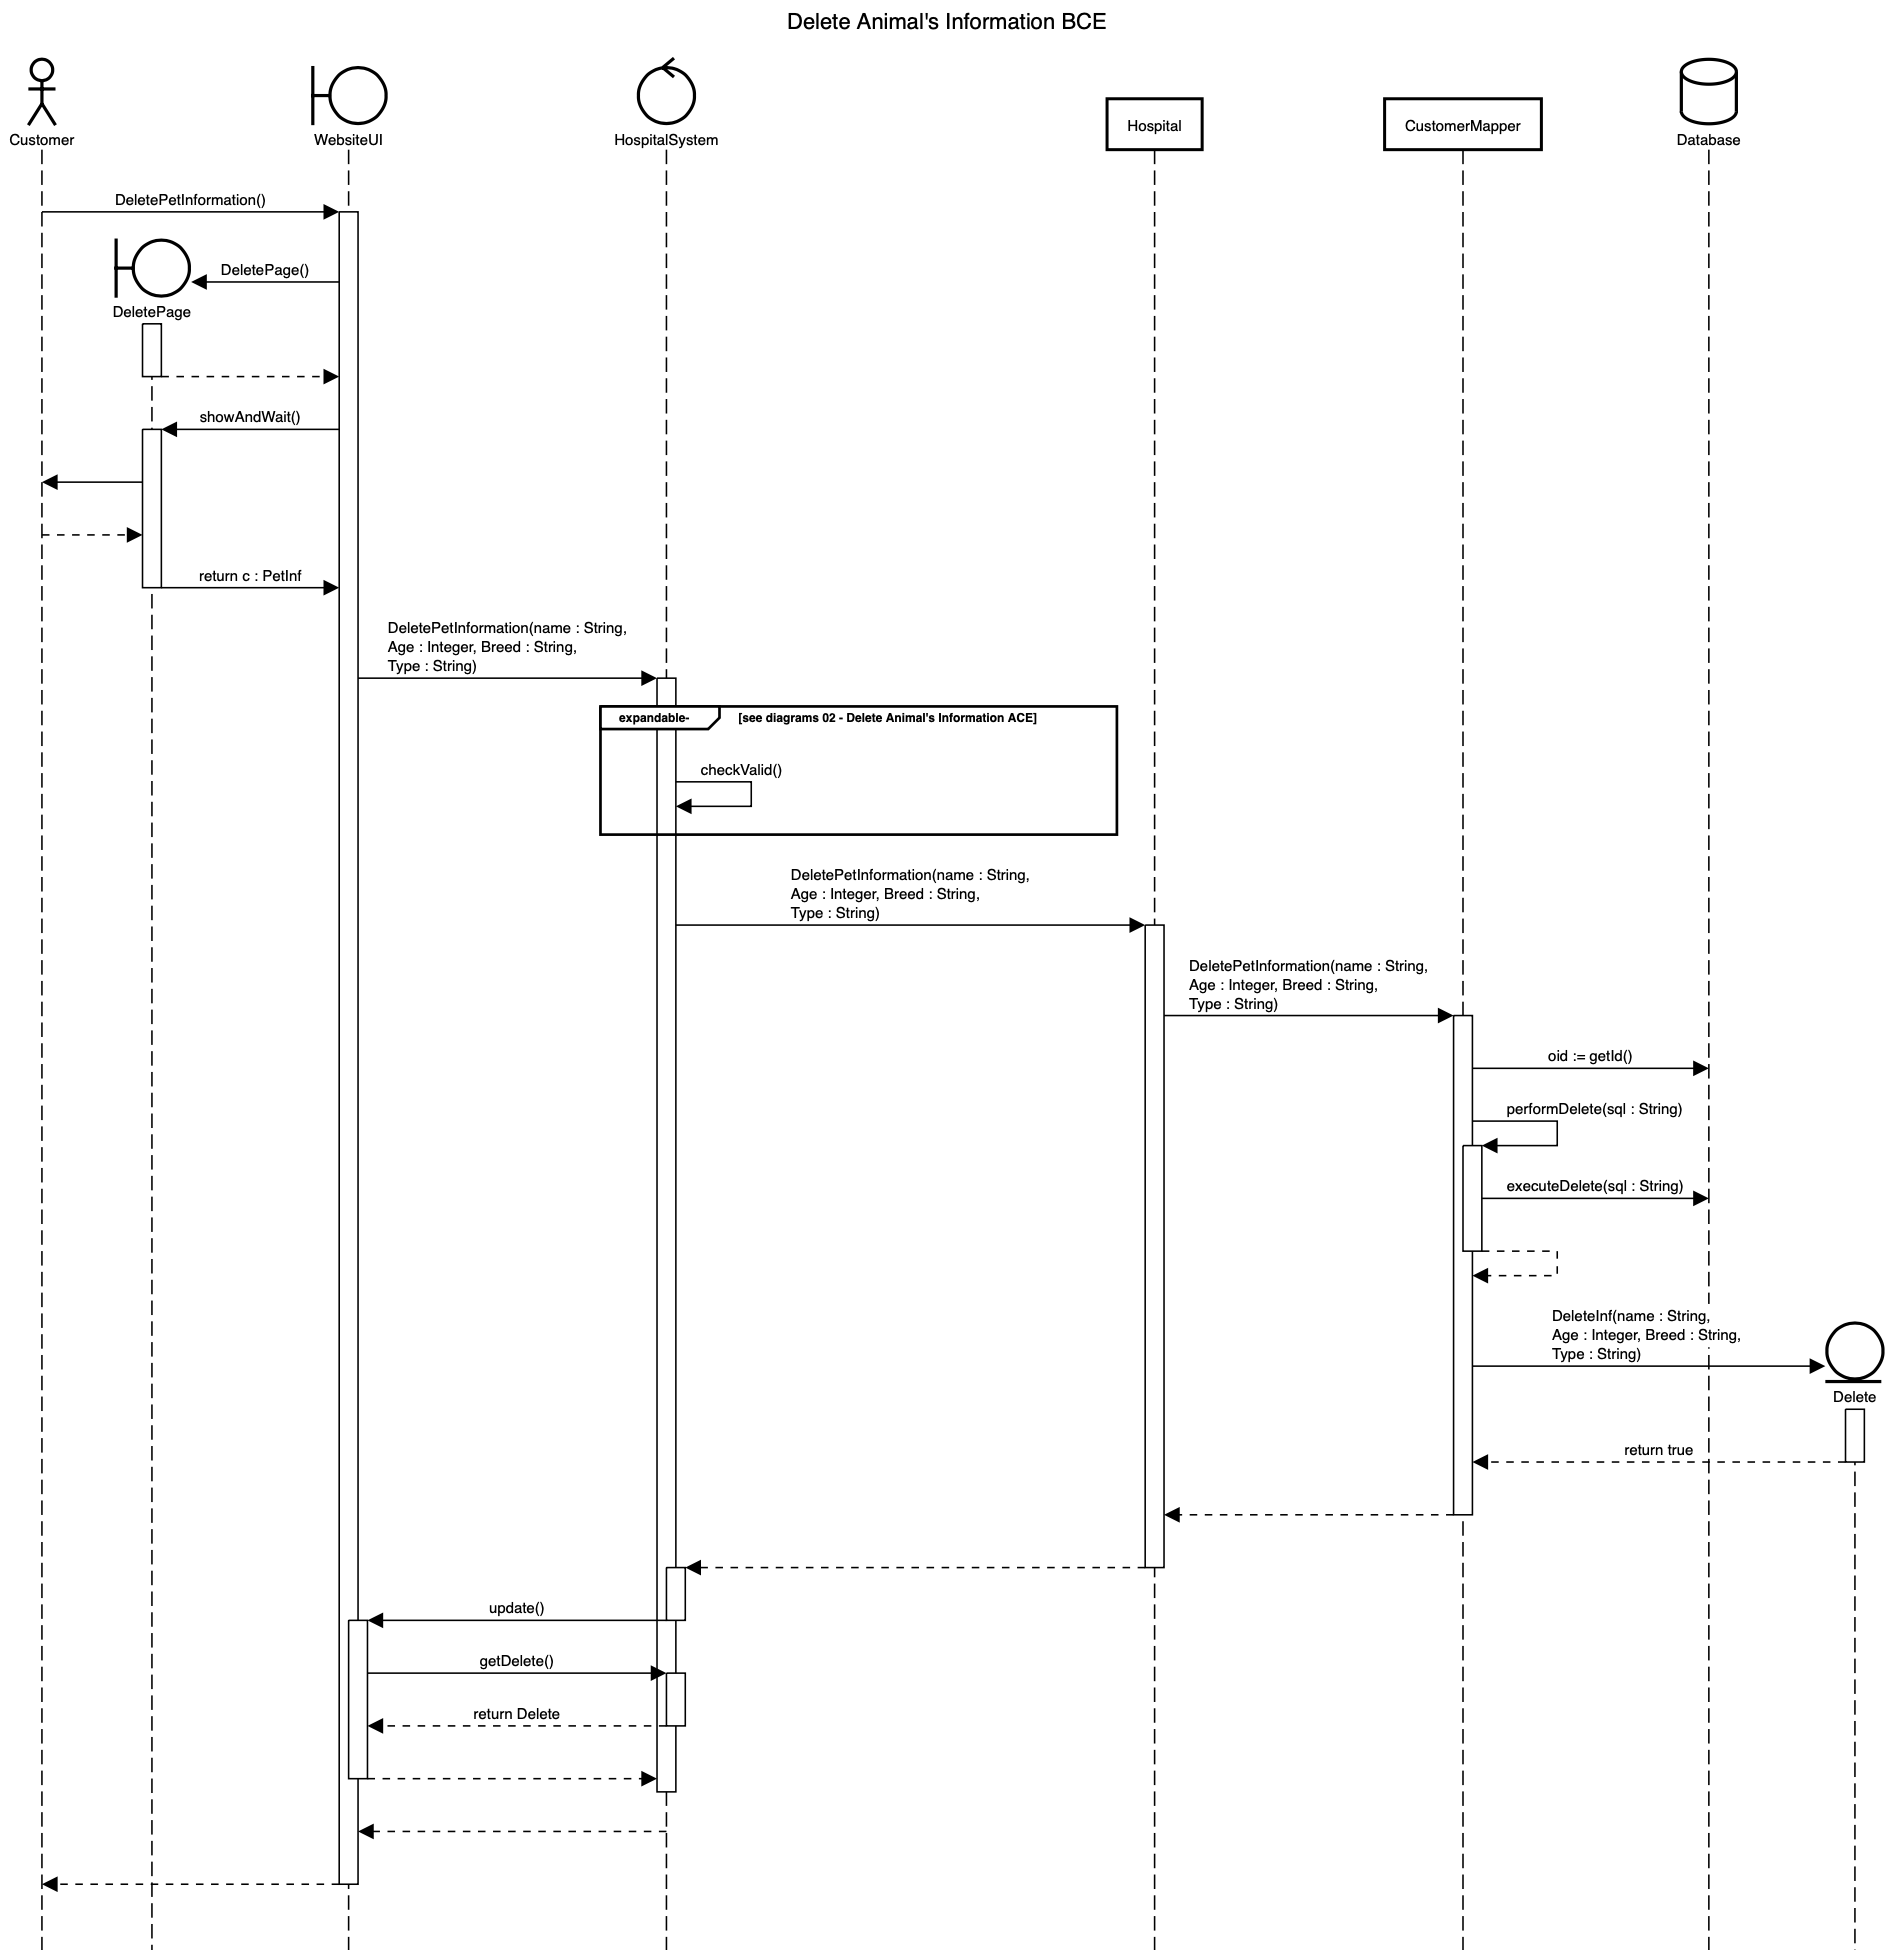 Delete Animal's Information BCE
Customer
WebsiteUI
HospitalSystem
Hospital
CustomerMapper
Database
DeletePetInformation()
DeletePage()
DeletePage
showAndWait()
return c : PetInf
DeletePetInformation(name : String,
Age : Integer, Breed : String,
Type : String)
expandable-
[see diagrams 02 - Delete Animal's Information ACE]
checkValid()
DeletePetInformation(name : String,
Age : Integer, Breed : String,
Type : String)
DeletePetInformation(name : String,
Age : Integer, Breed : String,
Type : String)
oid := getId()
performDelete(sql : String)
executeDelete(sql : String)
DeleteInf(name : String,
Age : Integer, Breed : String,
Type : String)
Delete
return true
update()
getDelete()
return Delete